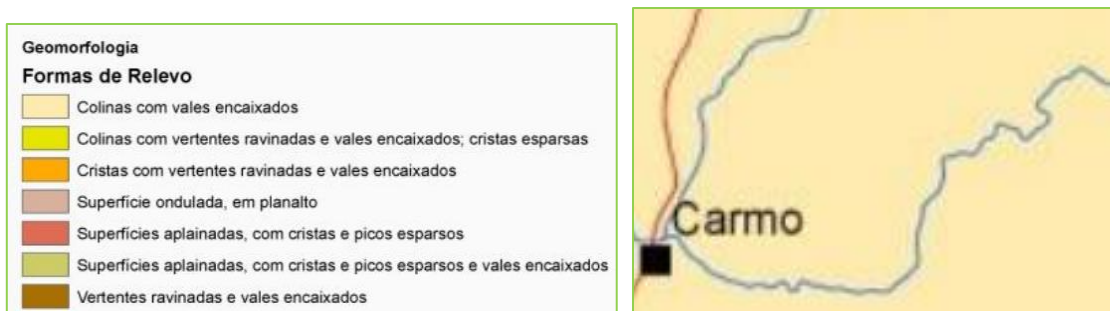 Geomorfologia
Formas de Relevo
Colinas com vales encaixados
Colinas com vertentes ravinadas e vales encaixados; cristas esparsas
Cristas com vertentes ravinadas e vales encaixados
Superfície ondulada, em planalto
Superfícies aplainadas, com cristas e picos esparsos
Superfícies aplainadas, com cristas e picos esparsos e vales encaixados
Vertentes ravinadas e vales encaixados
Carmo